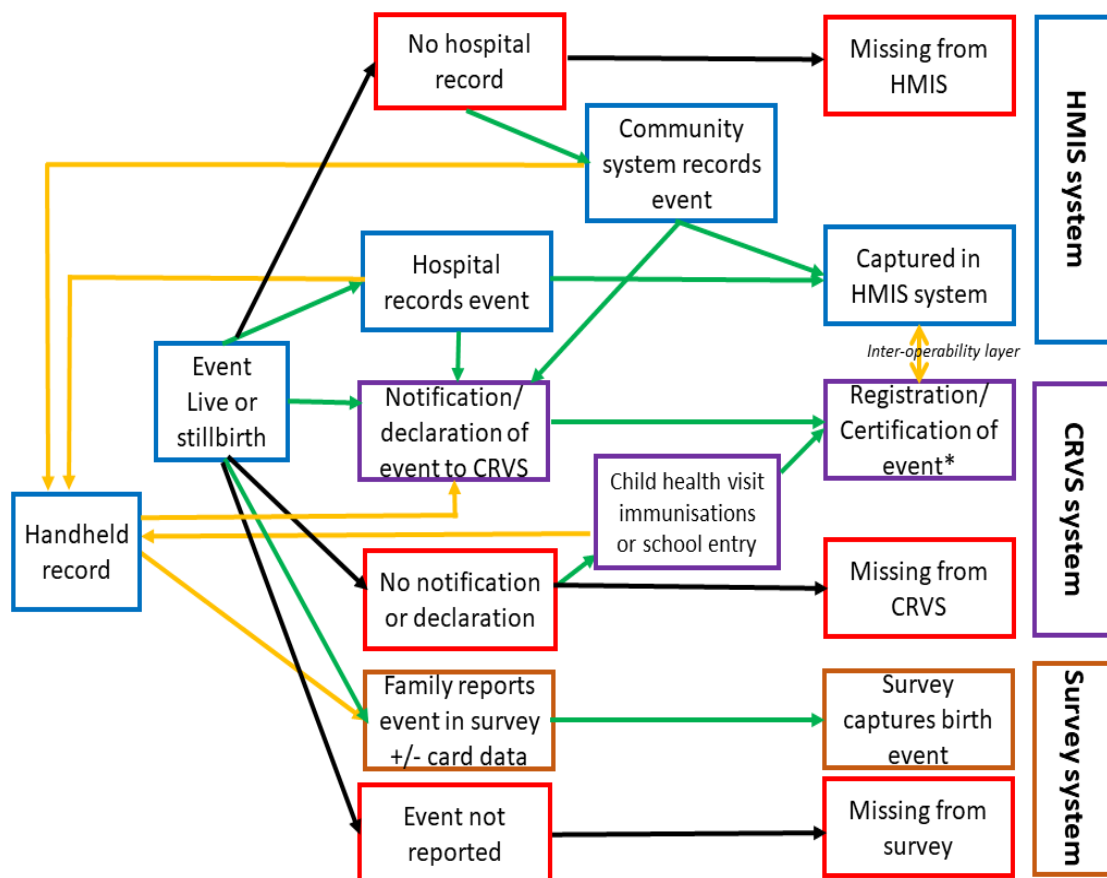 No hospital
record
Missing from
HMIS
HMIS system
Community
system records
event
Hospital
records event
Captured in
HMIS system
Inter-operability layer
Event
Live or
stillbirth
Notification/
declaration of
event to CRVS
Registration/
Certification of
event*
CRVS system
Child health visit
immunisations
or school entry
Handheld
record
No notification
or declaration
Missing from
CRVS
Family reports
event in survey
+/- card data
Survey
captures birth
event
Survey system
Event not
reported
Missing from
survey